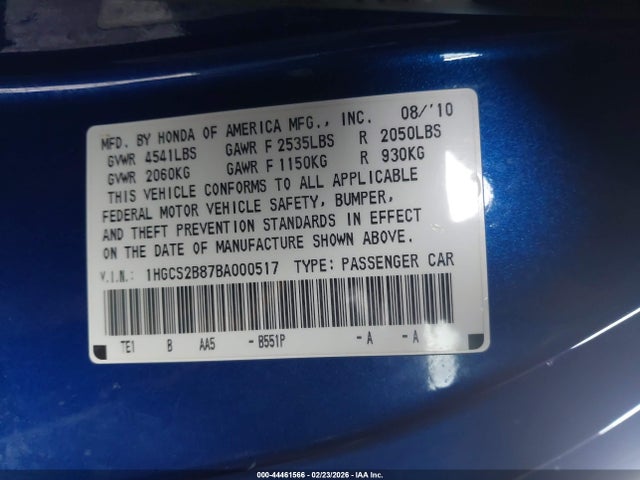 MFD. BY HONDA OF AMERICA MFG., INC. 08/'10
GVWR 4541LBS GAWR F 2535LBS R 2050LBS
GVWR 2060KG GAWR F 1150KG R 930KG
THIS VEHICLE CONFORMS TO ALL APPLICABLE
FEDERAL MOTOR VEHICLE SAFETY, BUMPER,
AND THEFT PREVENTION STANDARDS IN EFFECT
ON THE DATE OF MANUFACTURE SHOWN ABOVE.
V.I.N.: 1HGCS2B87BA000517 TYPE: PASSENGER CAR
TE1 B AA5 - B551P - A - A
000-44461566 - 02/23/2026 - IAA Inc.